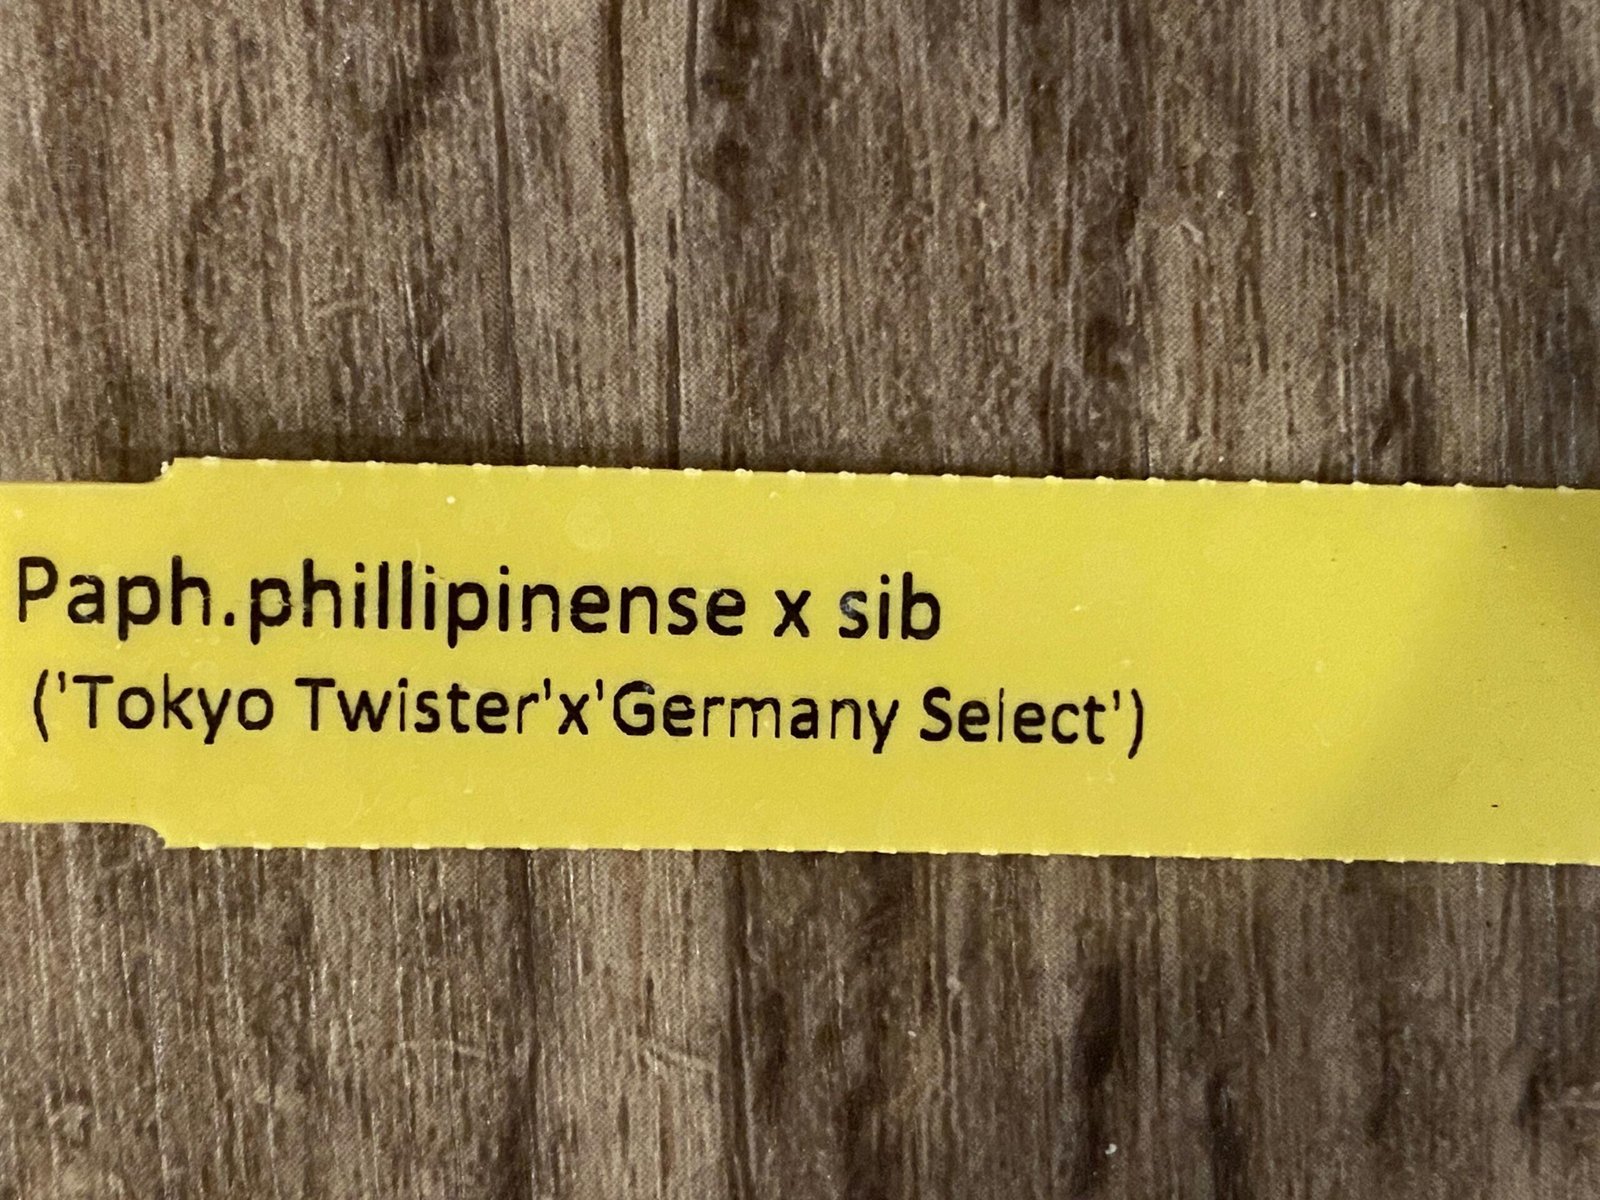 Paph.phillipinense x sib
('Tokyo Twister'x'Germany Select')